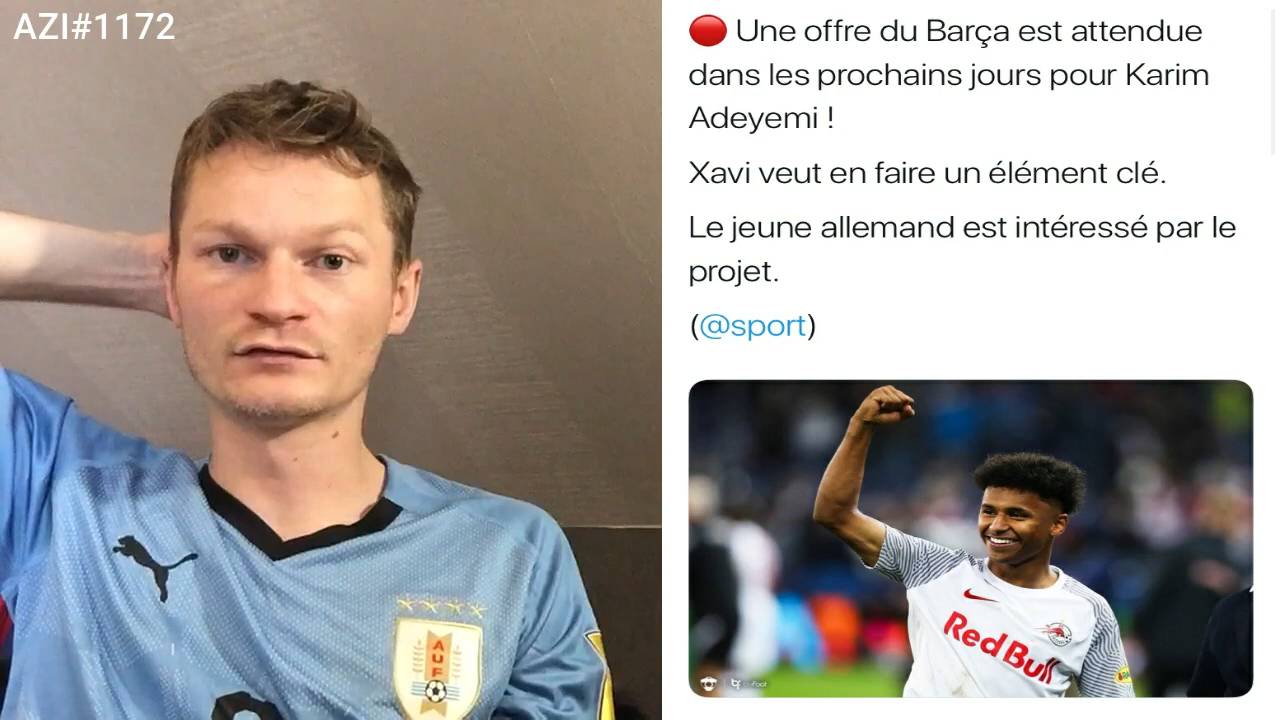 AZI#1172
🔴 Une offre du Barça est attendue
dans les prochains jours pour Karim
Adeyemi !
Xavi veut en faire un élément clé.
Le jeune allemand est intéressé par le
projet.
(@sport)
AUF
Red Bull